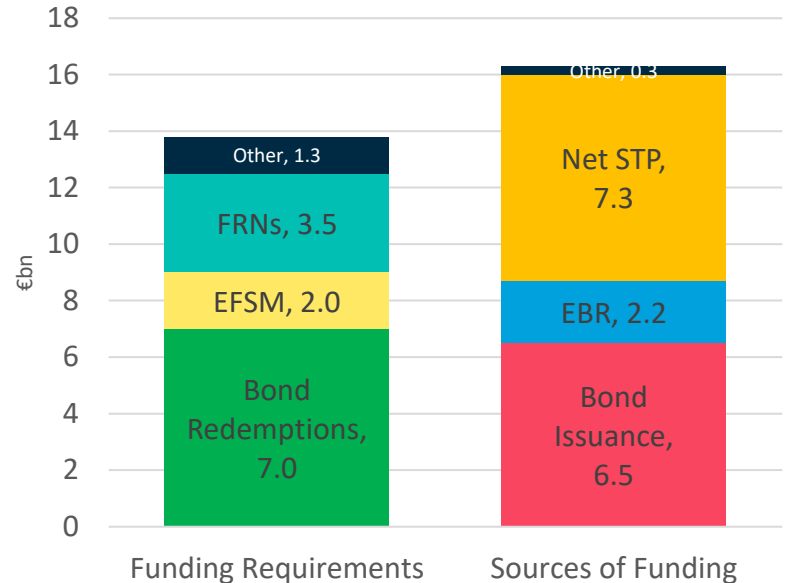 18
16
14
12
10
8
6
4
2
0
€bn
Other, 1.3
FRNs, 3.5
EFSM, 2.0
Bond
Redemptions,
7.0
Other, 0.3
Net STP,
7.3
EBR, 2.2
Bond
Issuance,
6.5
Funding Requirements
Sources of Funding